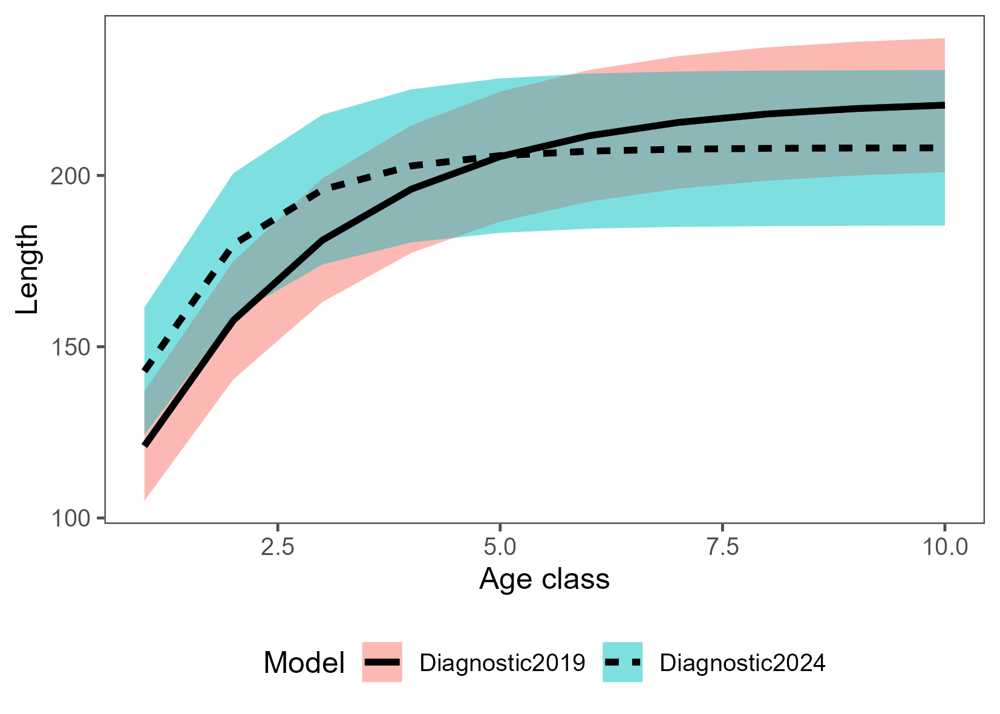 Length
200
150
100
2.5 5.0 7.5 10.0
Age class
Model Diagnostic2019 Diagnostic2024